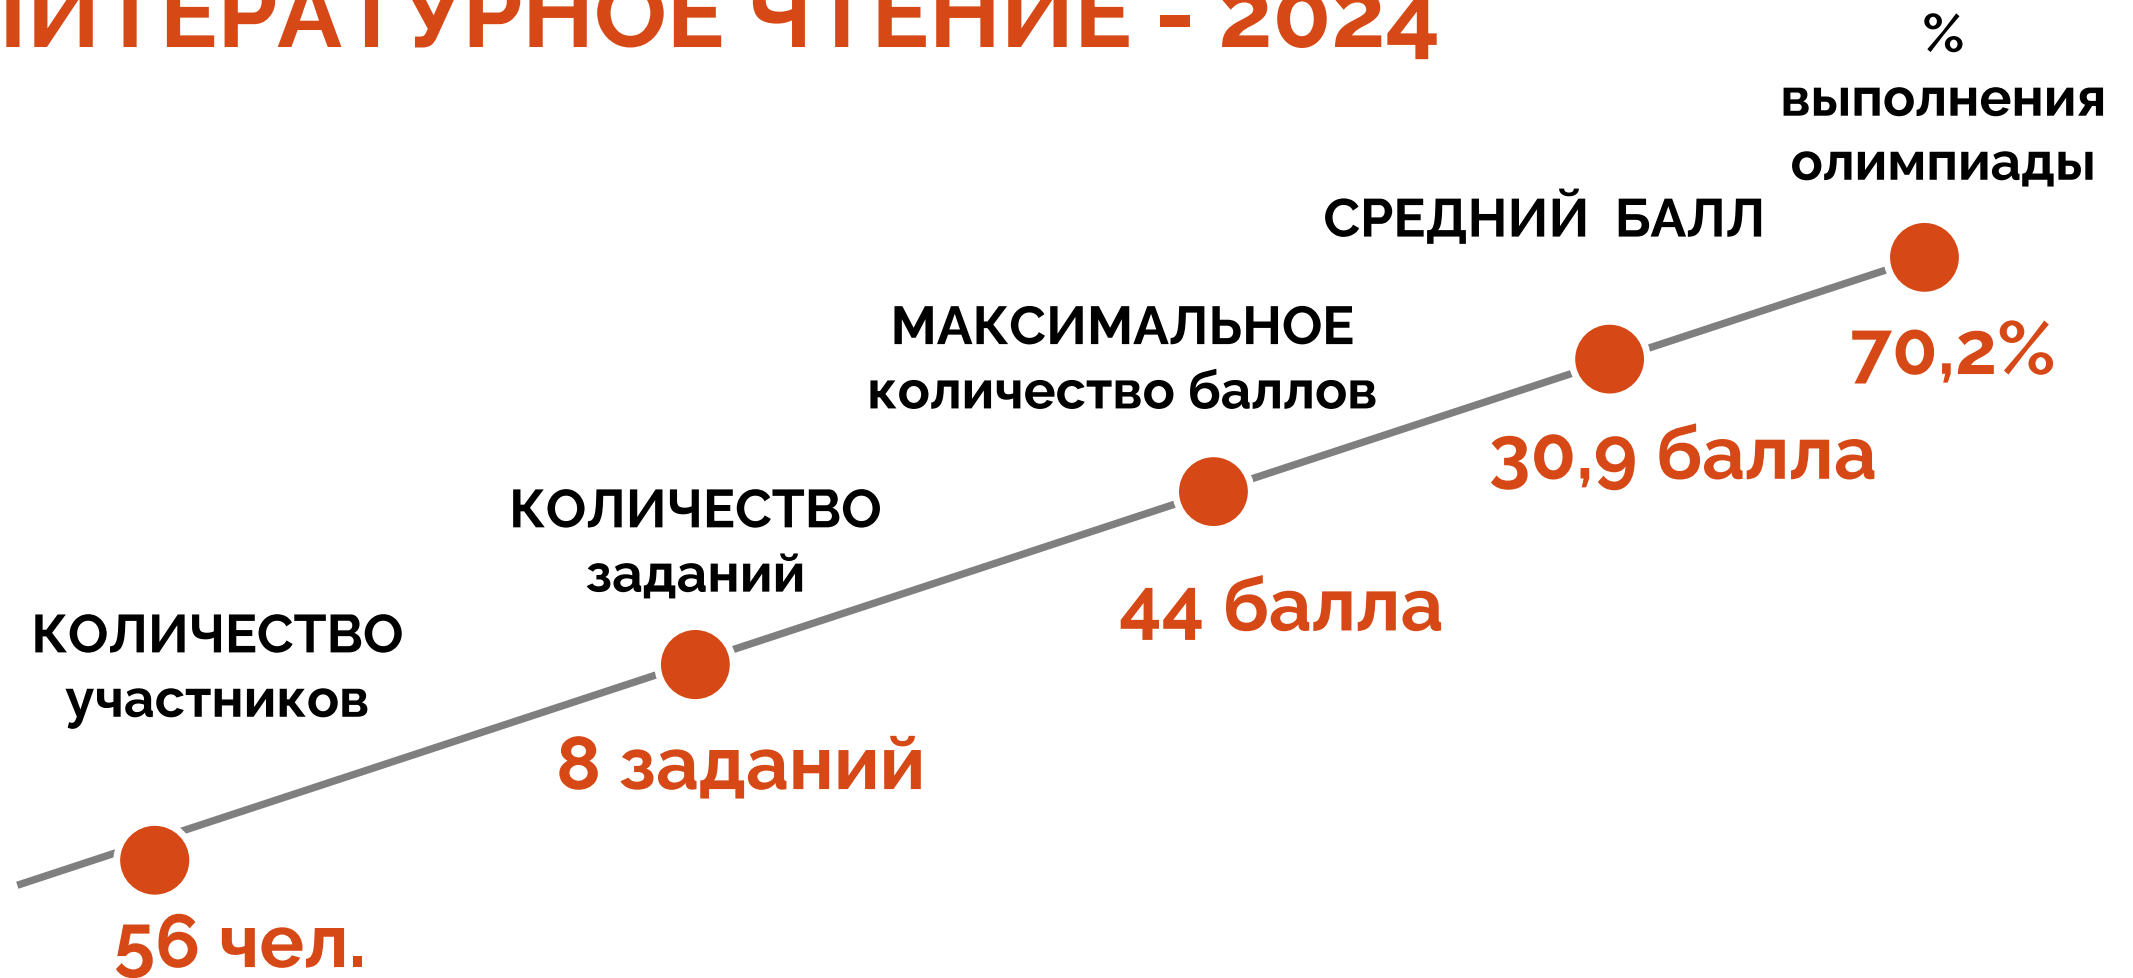 ЛИТЕРАТУРНОЕ ЧТЕНИЕ - 2024
КОЛИЧЕСТВО
участников
56 чел.
КОЛИЧЕСТВО
заданий
8 заданий
МАКСИМАЛЬНОЕ
количество баллов
44 балла
СРЕДНИЙ БАЛЛ
30,9 балла
%
выполнения
олимпиады
70,2%